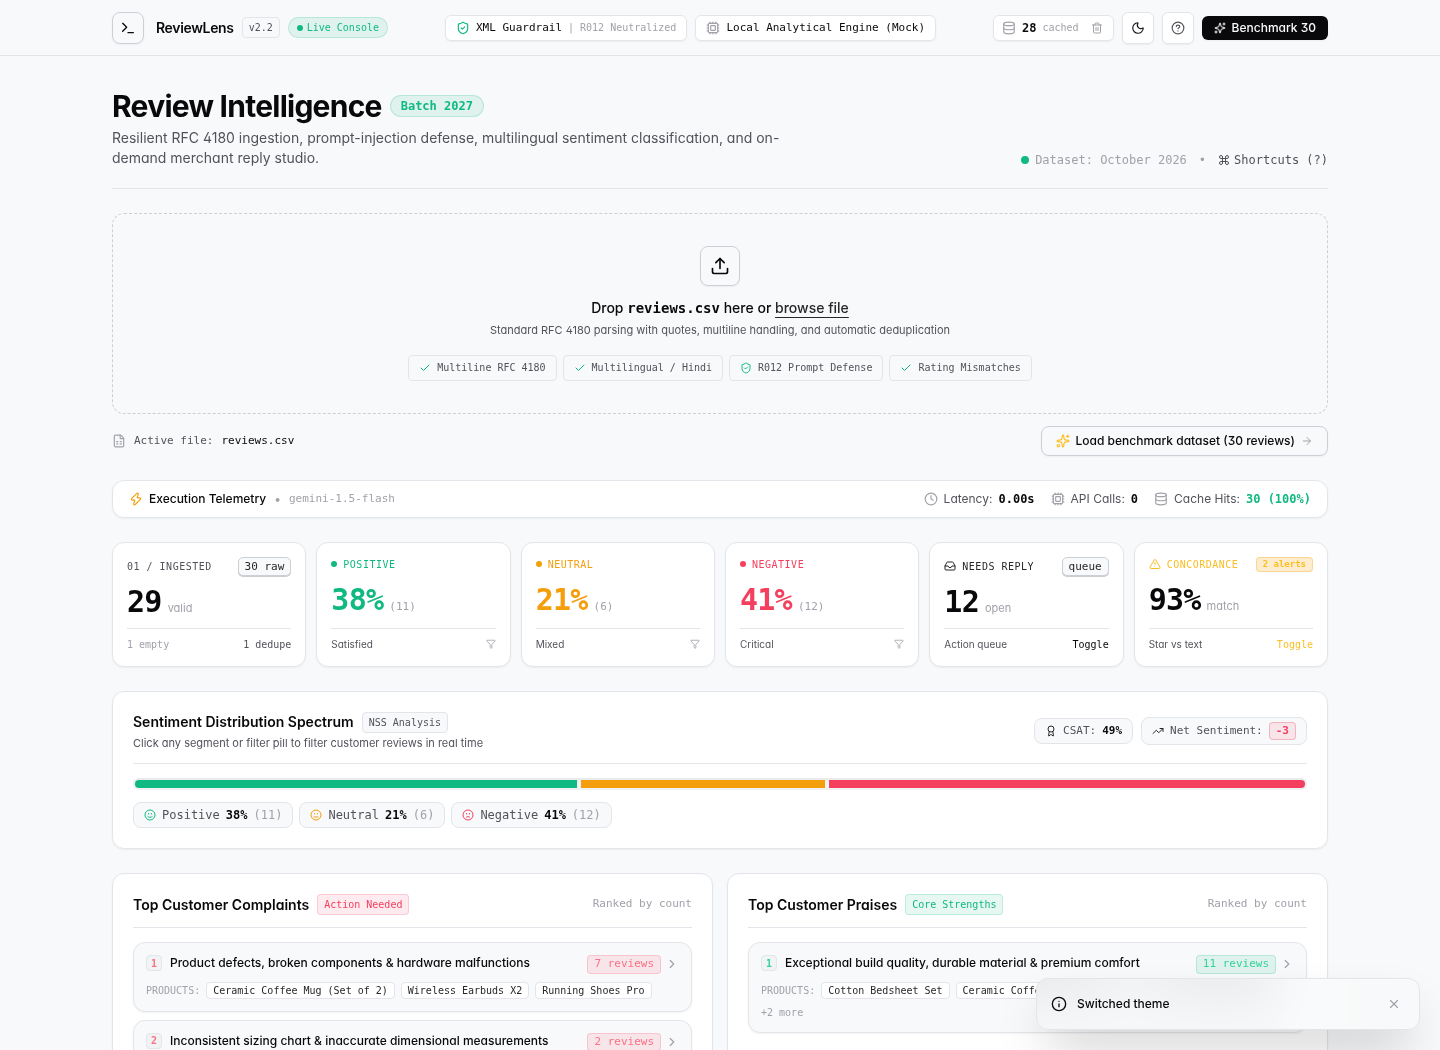 ReviewLens v2.2 Live Console XML Guardrail | R012 Neutralized Local Analytical Engine (Mock) 28 cached Benchmark 30
Review Intelligence Batch 2027
Resilient RFC 4180 ingestion, prompt-injection defense, multilingual sentiment classification, and on-
demand merchant reply studio.
Dataset: October 2026 • ⌘ Shortcuts (?)
Drop reviews.csv here or browse file
Standard RFC 4180 parsing with quotes, multiline handling, and automatic deduplication
Multiline RFC 4180 Multilingual / Hindi R012 Prompt Defense Rating Mismatches
Active file: reviews.csv
Load benchmark dataset (30 reviews)
Execution Telemetry • gemini-1.5-flash
Latency: 0.00s API Calls: 0 Cache Hits: 30 (100%)
01 / INGESTED 30 raw
29 valid
1 empty 1 dedupe
POSITIVE
38% (11)
Satisfied
NEUTRAL
21% (6)
Mixed
NEGATIVE
41% (12)
Critical
NEEDS REPLY queue
12 open
Action queue Toggle
CONCORDANCE 2 alerts
93% match
Star vs text Toggle
Sentiment Distribution Spectrum NSS Analysis
Click any segment or filter pill to filter customer reviews in real time
CSAT: 49% Net Sentiment: -3
Positive 38% (11) Neutral 21% (6) Negative 41% (12)
Top Customer Complaints Action Needed Ranked by count
1 Product defects, broken components & hardware malfunctions 7 reviews
PRODUCTS: Ceramic Coffee Mug (Set of 2) Wireless Earbuds X2 Running Shoes Pro
2 Inconsistent sizing chart & inaccurate dimensional measurements 2 reviews
Top Customer Praises Core Strengths Ranked by count
1 Exceptional build quality, durable material & premium comfort 11 reviews
PRODUCTS: Cotton Bedsheet Set Ceramic
+2 more
Switched theme